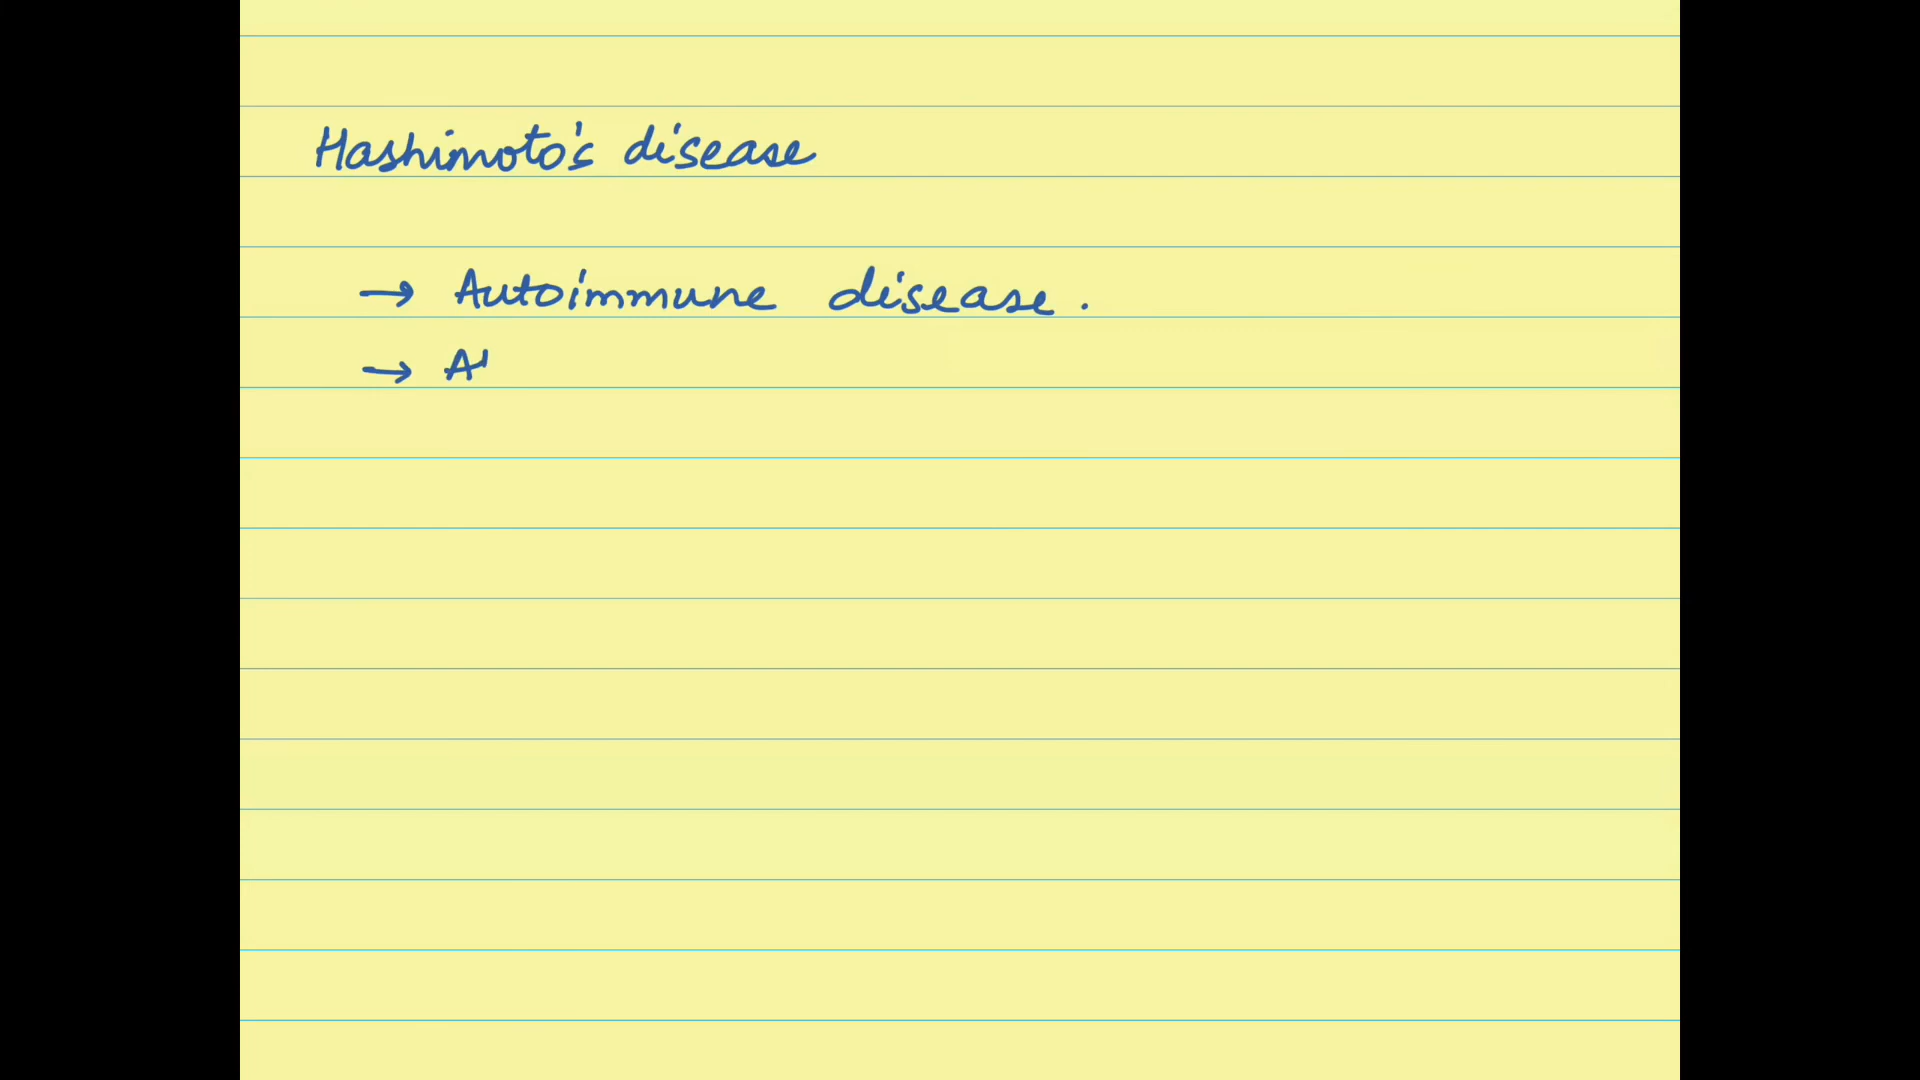 Hashimoto's disease
→ Autoimmune disease.
→ A